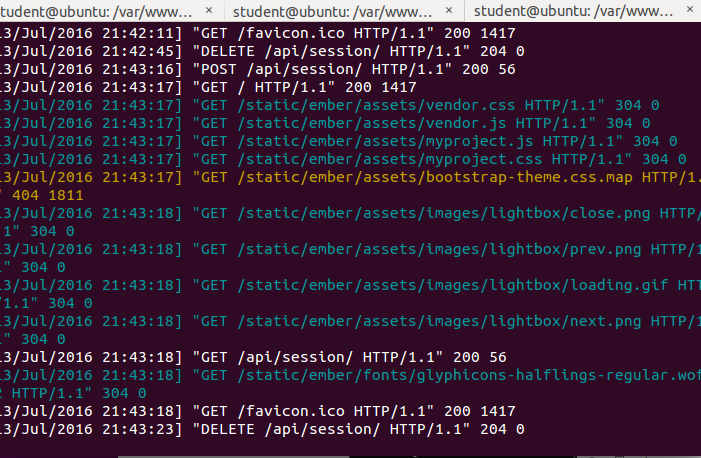 tudent@ubuntu: /var/www... × student@ubuntu: /var/www... × student@ubuntu: /var/www... ×
13/Jul/2016 21:42:11] "GET /favicon.ico HTTP/1.1" 200 1417
13/Jul/2016 21:42:45] "DELETE /api/session/ HTTP/1.1" 204 0
13/Jul/2016 21:43:16] "POST /api/session/ HTTP/1.1" 200 56
13/Jul/2016 21:43:17] "GET / HTTP/1.1" 200 1417
13/Jul/2016 21:43:17] "GET /static/ember/assets/vendor.css HTTP/1.1" 304 0
13/Jul/2016 21:43:17] "GET /static/ember/assets/vendor.js HTTP/1.1" 304 0
13/Jul/2016 21:43:17] "GET /static/ember/assets/myproject.js HTTP/1.1" 304 0
13/Jul/2016 21:43:17] "GET /static/ember/assets/myproject.css HTTP/1.1" 304 0
13/Jul/2016 21:43:17] "GET /static/ember/assets/bootstrap-theme.css.map HTTP/1.
" 404 1811
13/Jul/2016 21:43:18] "GET /static/ember/assets/images/lightbox/close.png HTTP/
.1" 304 0
13/Jul/2016 21:43:18] "GET /static/ember/assets/images/lightbox/prev.png HTTP/1
1" 304 0
13/Jul/2016 21:43:18] "GET /static/ember/assets/images/lightbox/loading.gif HTT
/1.1" 304 0
13/Jul/2016 21:43:18] "GET /static/ember/assets/images/lightbox/next.png HTTP/1
1" 304 0
13/Jul/2016 21:43:18] "GET /api/session/ HTTP/1.1" 200 56
13/Jul/2016 21:43:18] "GET /static/ember/fonts/glyphicons-halflings-regular.wof
2 HTTP/1.1" 304 0
13/Jul/2016 21:43:18] "GET /favicon.ico HTTP/1.1" 200 1417
13/Jul/2016 21:43:23] "DELETE /api/session/ HTTP/1.1" 204 0